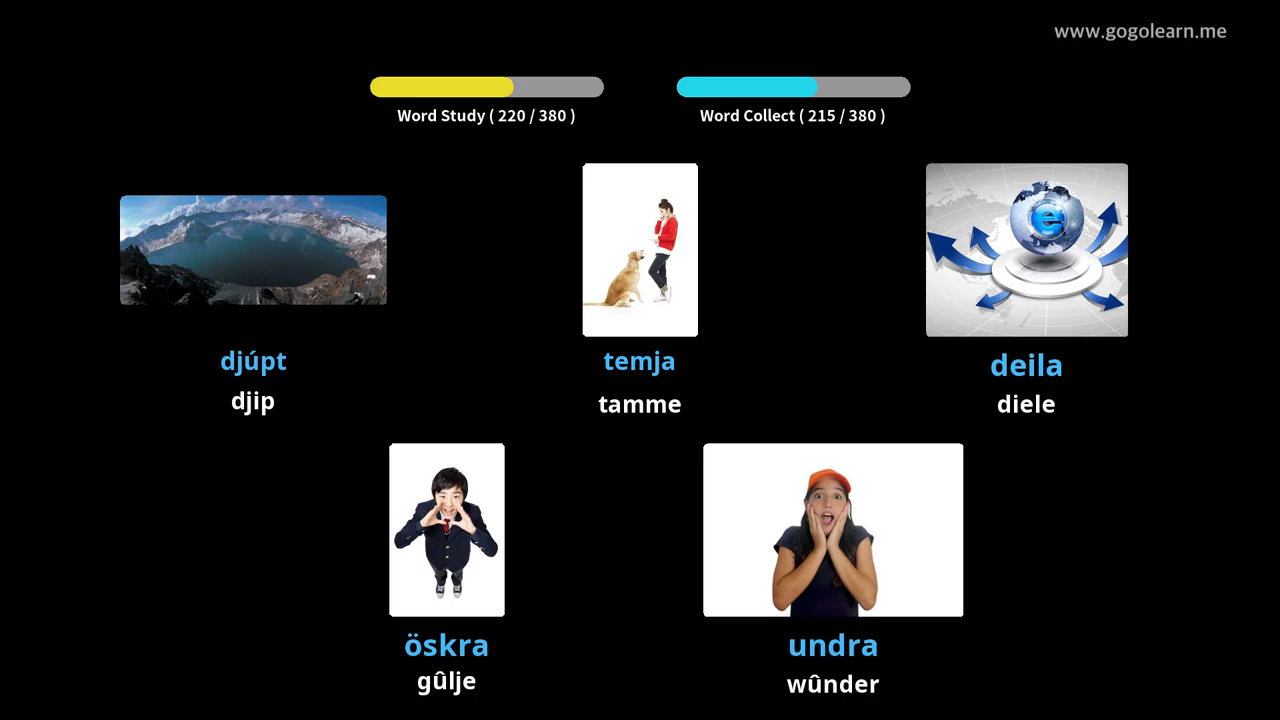 www.gogolearn.me
Word Study ( 220 / 380 )
Word Collect ( 215 / 380 )
e
djúpt
djip
temja
tamme
deila
diele
öskra
gûlje
undra
wûnder